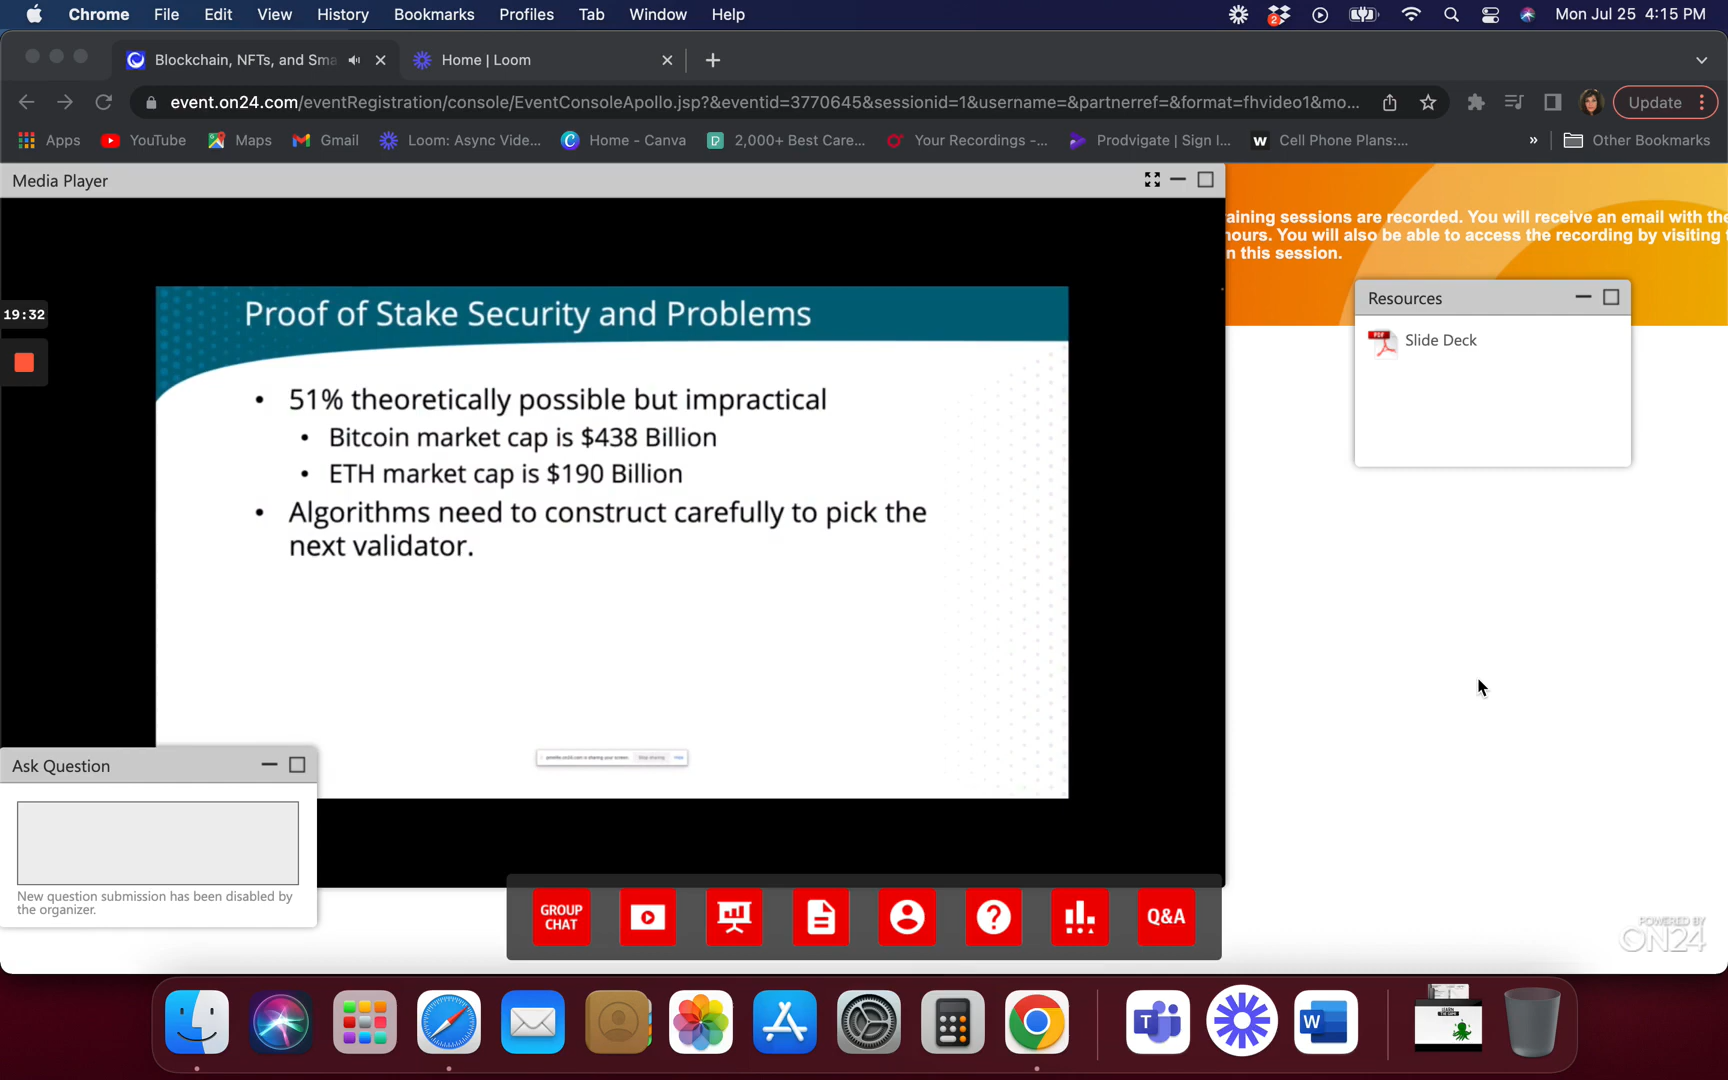 Chrome File Edit View History Bookmarks Profiles Tab Window Help
2
Mon Jul 25 4:15 PM
Blockchain, NFTs, and Sma
Home | Loom
event.on24.com/eventRegistration/console/EventConsoleApollo.jsp?&eventid=3770645&sessionid=1&username=&partnerref=&format=fhvideo1&mo...
Update
Apps YouTube Maps Gmail Loom: Async Vide... Home - Canva 2,000+ Best Care... Your Recordings -... Prodvigate | Sign I... W Cell Phone Plans:... » Other Bookmarks
Media Player
aining sessions are recorded. You will receive an email with the
hours. You will also be able to access the recording by visiting
n this session.
Resources
PDF
Slide Deck
19:32
Proof of Stake Security and Problems
• 51% theoretically possible but impractical
• Bitcoin market cap is $438 Billion
• ETH market cap is $190 Billion
• Algorithms need to construct carefully to pick the
next validator.
Stop sharing Hide
Ask Question
New question submission has been disabled by
the organizer.
GROUP
CHAT
Q&A
POWERED BY
ON24
T
W